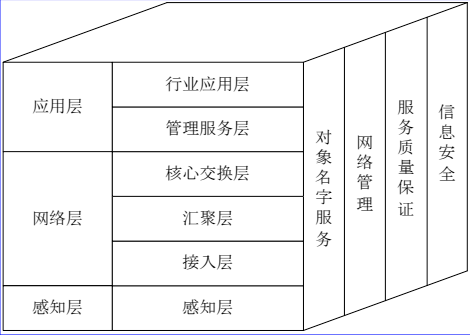 应用层
行业应用层
管理服务层
网络层
核心交换层
汇聚层
接入层
感知层
感知层
对象名字服务
网络管理
服务质量保证
信息安全